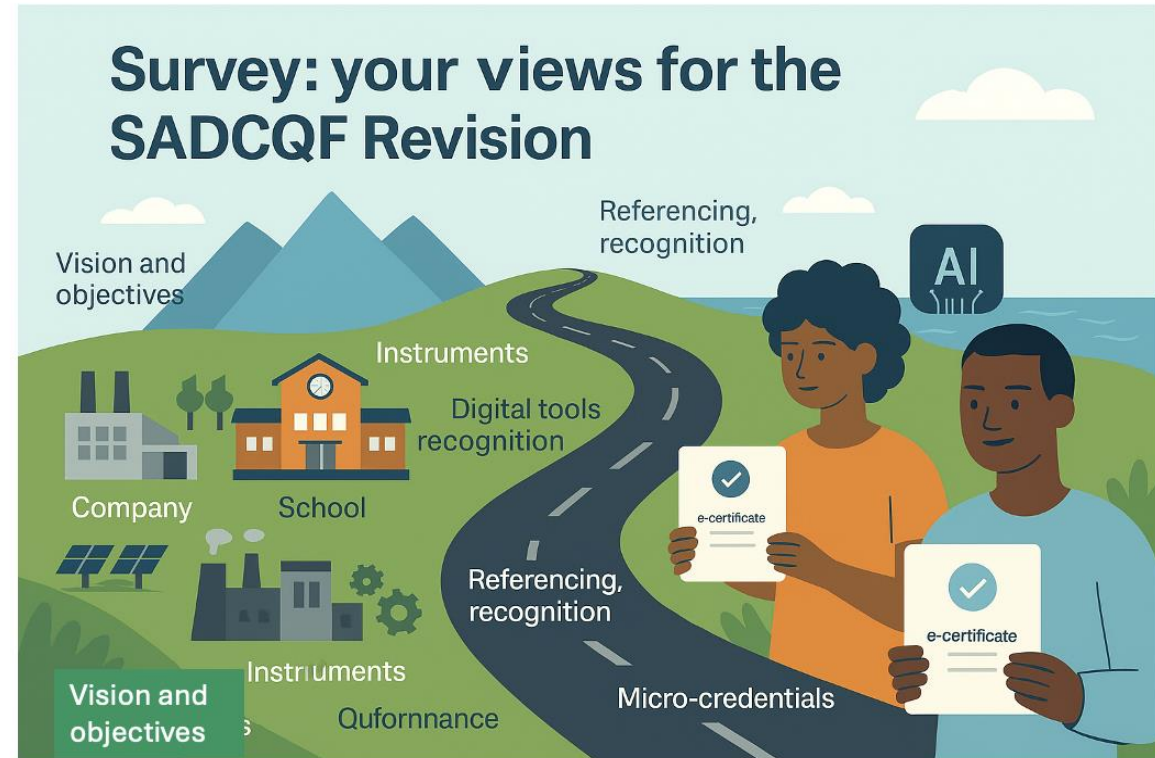 Survey: your views for the
SADCQF Revision
Referencing,
recognition
Vision and
objectives
AI
Instruments
Digital tools
recognition
Company
School
e-certificate
Referencing,
recognition
e-certificate
Instriuments
Micro-credentials
Vision and
objectives
s
Qufornnance